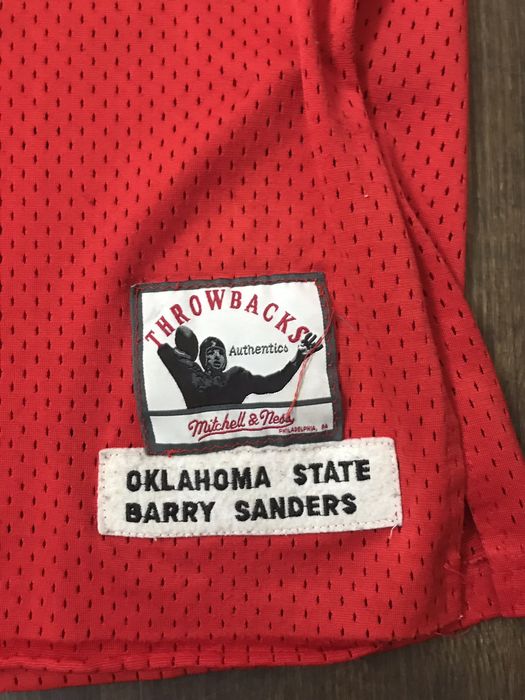 THROWBACKS
Authentics
Mitchell & Ness
PHILADELPHIA, PA
OKLAHOMA STATE
BARRY SANDERS